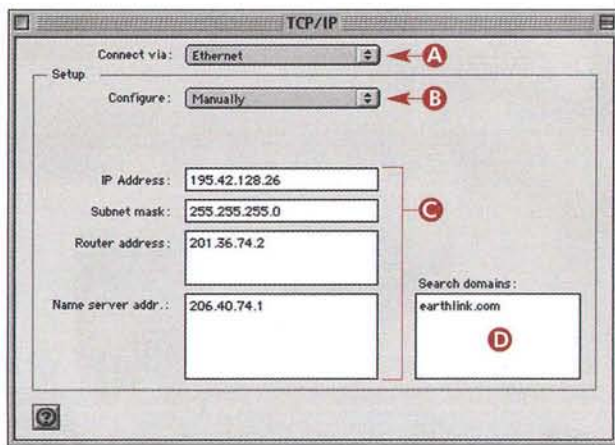 TCP/IP
Connect via: Ethernet A
Setup
Configure: Manually B
IP Address: 195.42.128.26
Subnet mask: 255.255.255.0
C
Router address: 201.36.74.2
Search domains:
Name server addr.: 206.40.74.1
earthlink.com
D
?